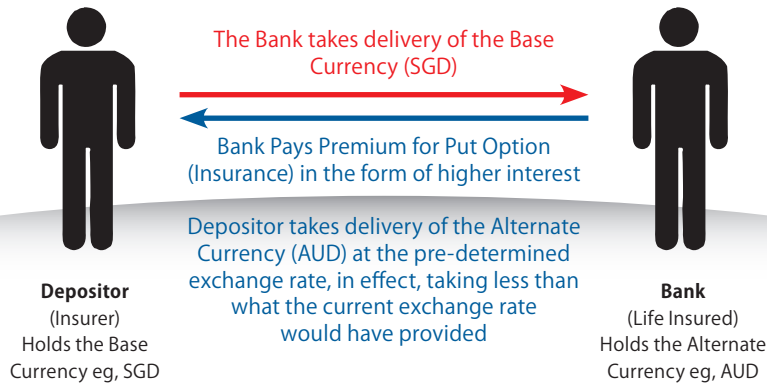 The Bank takes delivery of the Base
Currency (SGD)
Bank Pays Premium for Put Option
(Insurance) in the form of higher interest
Depositor takes delivery of the Alternate
Currency (AUD) at the pre-determined
exchange rate, in effect, taking less than
what the current exchange rate
would have provided
Depositor
(Insurer)
Holds the Base
Currency eg, SGD
Bank
(Life Insured)
Holds the Alternate
Currency eg, AUD